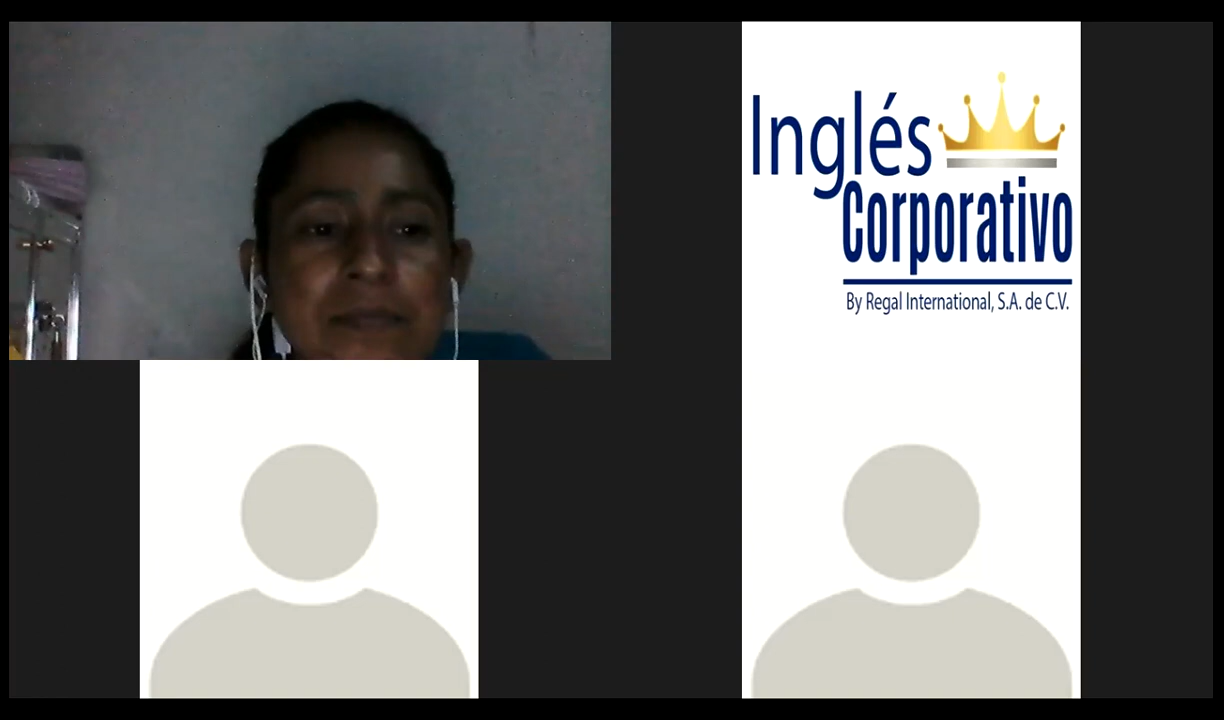 Inglés
Corporativo
By Regal International, S.A. de C.V.